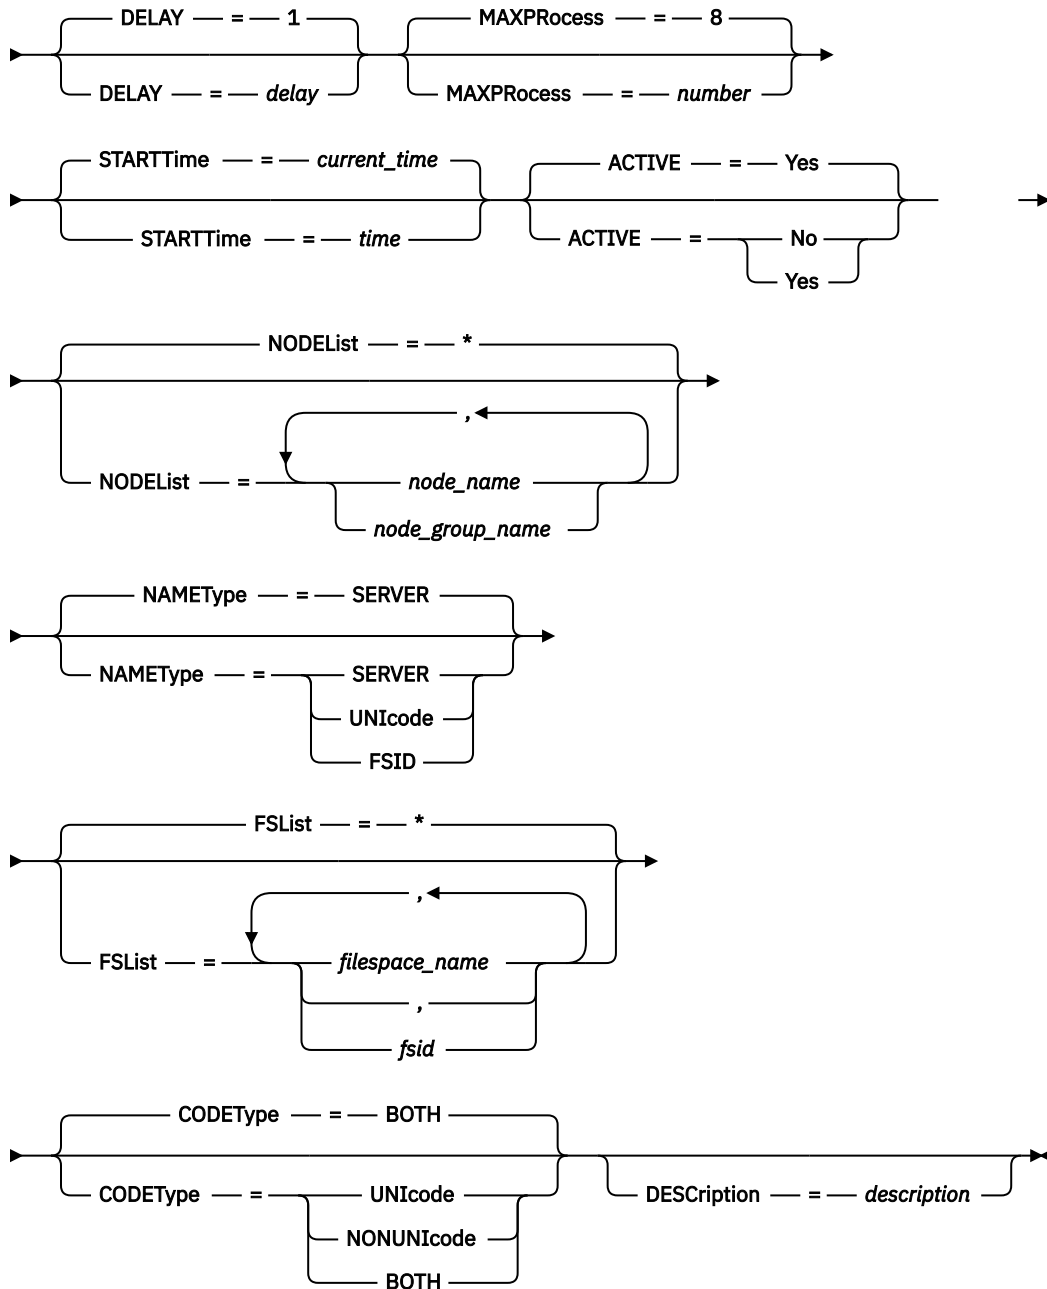 DELAY = 1 MAXPRocess = 8
DELAY = delay MAXPRocess = number
STARTTime = current_time ACTIVE = Yes
STARTTime = time ACTIVE = No
Yes
NODEList = *
,
NODEList = node_name
node_group_name
NAMEType = SERVER
NAMEType = SERVER
UNIcode
FSID
FSList = *
,
FSList = filespace_name
,
fsid
CODEType = BOTH
CODEType = UNIcode DESCription = description
NONUNIcode
BOTH